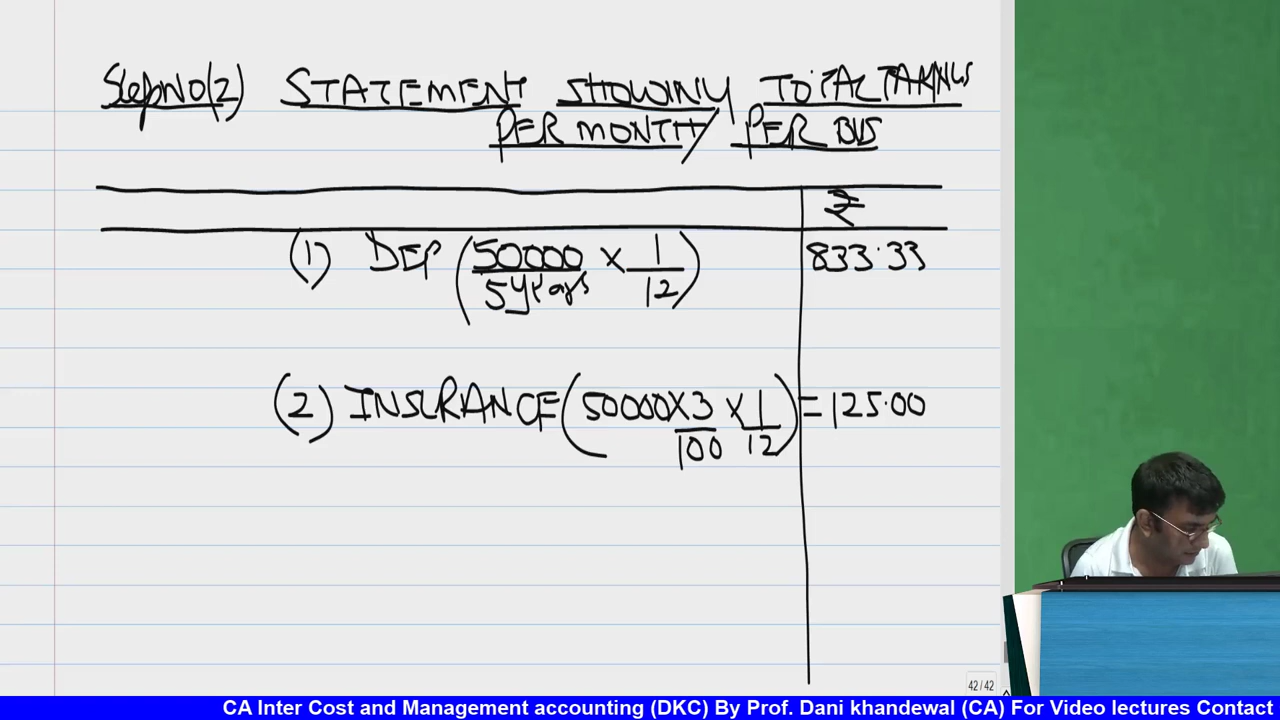 Step No (2) STATEMENT SHOWING TOTAL TAKINGS
PER MONTH / PER BUS
₹
(1) DEP (50000/5 years × 1/12) 833.33
(2) INSURANCE (50000 × 3/100 × 1/12) = 125.00
42 / 42
CA Inter Cost and Management accounting (DKC) By Prof. Dani khandewal (CA) For Video lectures Contact